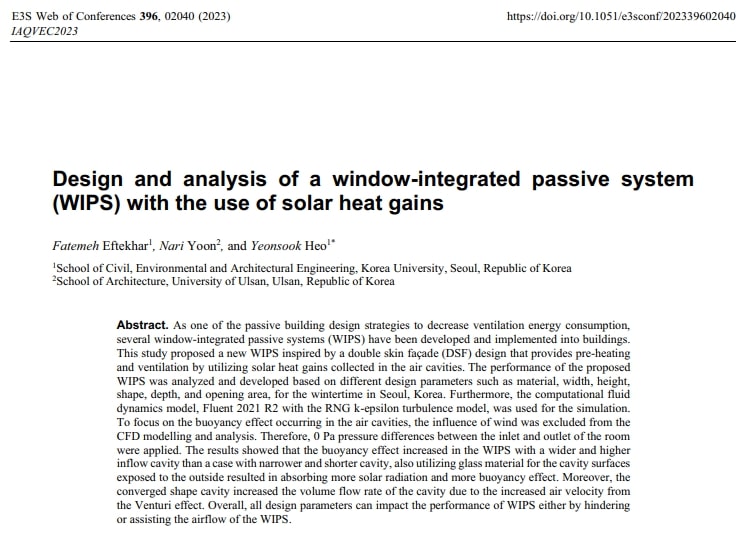 E3S Web of Conferences 396, 02040 (2023)
https://doi.org/10.1051/e3sconf/202339602040
IAQVEC2023
Design and analysis of a window-integrated passive system
(WIPS) with the use of solar heat gains
Fatemeh Eftekhar¹, Nari Yoon², and Yeonsook Heo¹*
¹School of Civil, Environmental and Architectural Engineering, Korea University, Seoul, Republic of Korea
²School of Architecture, University of Ulsan, Ulsan, Republic of Korea
Abstract. As one of the passive building design strategies to decrease ventilation energy consumption,
several window-integrated passive systems (WIPS) have been developed and implemented into buildings.
This study proposed a new WIPS inspired by a double skin façade (DSF) design that provides pre-heating
and ventilation by utilizing solar heat gains collected in the air cavities. The performance of the proposed
WIPS was analyzed and developed based on different design parameters such as material, width, height,
shape, depth, and opening area, for the wintertime in Seoul, Korea. Furthermore, the computational fluid
dynamics model, Fluent 2021 R2 with the RNG k-epsilon turbulence model, was used for the simulation.
To focus on the buoyancy effect occurring in the air cavities, the influence of wind was excluded from the
CFD modelling and analysis. Therefore, 0 Pa pressure differences between the inlet and outlet of the room
were applied. The results showed that the buoyancy effect increased in the WIPS with a wider and higher
inflow cavity than a case with narrower and shorter cavity, also utilizing glass material for the cavity surfaces
exposed to the outside resulted in absorbing more solar radiation and more buoyancy effect. Moreover, the
converged shape cavity increased the volume flow rate of the cavity due to the increased air velocity from
the Venturi effect. Overall, all design parameters can impact the performance of WIPS either by hindering
or assisting the airflow of the WIPS.